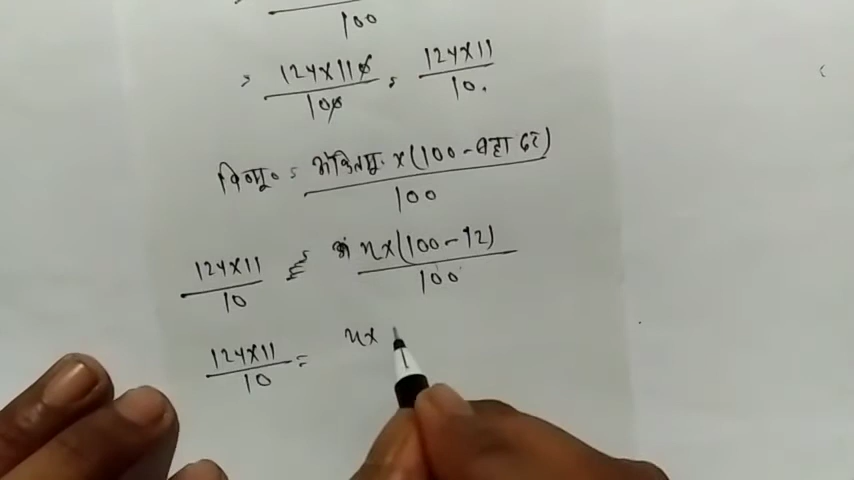 100
= 124×110/100 = 124×11/10.
वि०मू० = अंकितमू. × (100 - बट्टा दर)/100
124×11/10 = x×(100-12)/100
124×11/10 = x×